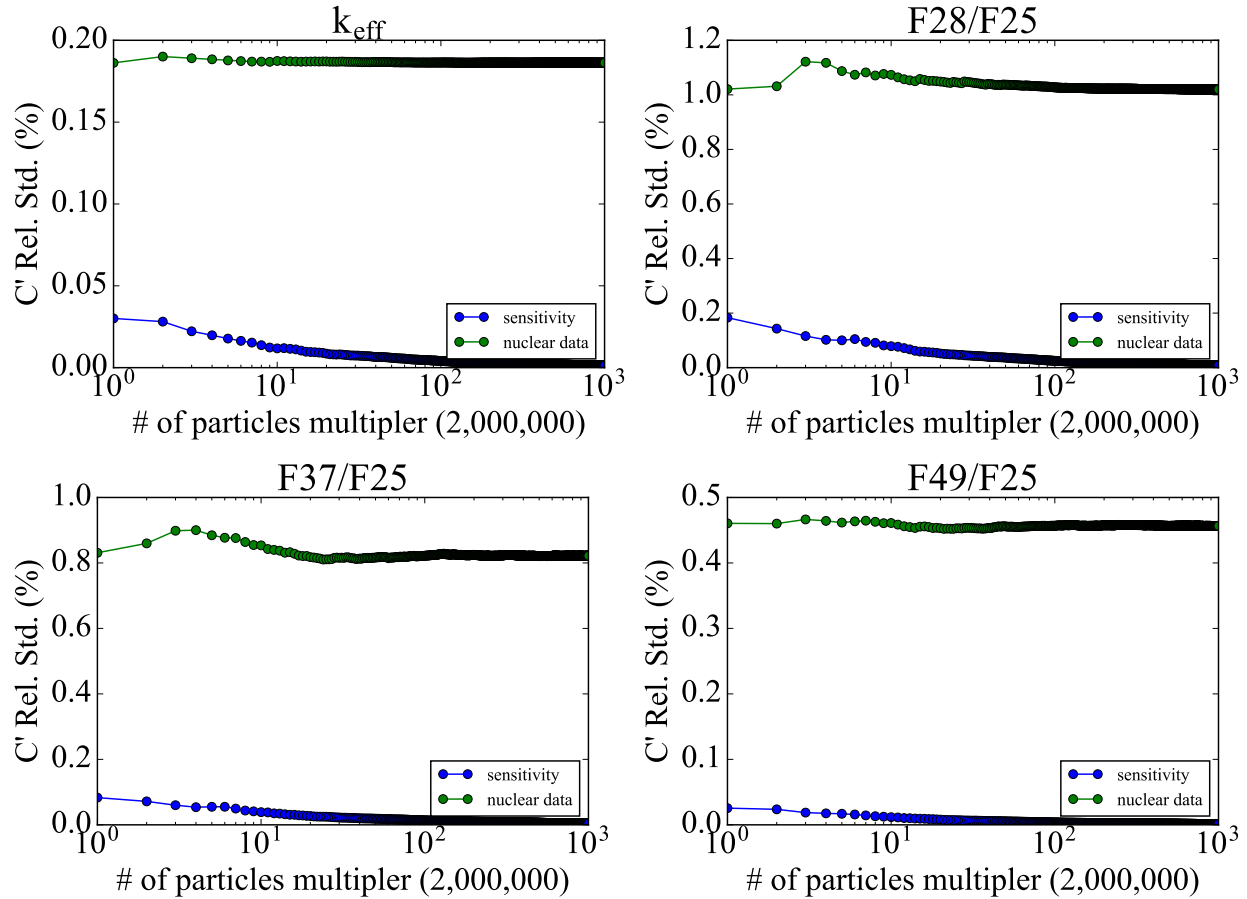 k_eff
0.20
0.15
0.10
0.05
0.00
C' Rel. Std. (%)
sensitivity
nuclear data
10^0 10^1 10^2 10^3
# of particles multipler (2,000,000)
F28/F25
1.2
1.0
0.8
0.6
0.4
0.2
0.0
C' Rel. Std. (%)
sensitivity
nuclear data
10^0 10^1 10^2 10^3
# of particles multipler (2,000,000)
F37/F25
1.0
0.8
0.6
0.4
0.2
0.0
C' Rel. Std. (%)
sensitivity
nuclear data
10^0 10^1 10^2 10^3
# of particles multipler (2,000,000)
F49/F25
0.5
0.4
0.3
0.2
0.1
0.0
C' Rel. Std. (%)
sensitivity
nuclear data
10^0 10^1 10^2 10^3
# of particles multipler (2,000,000)